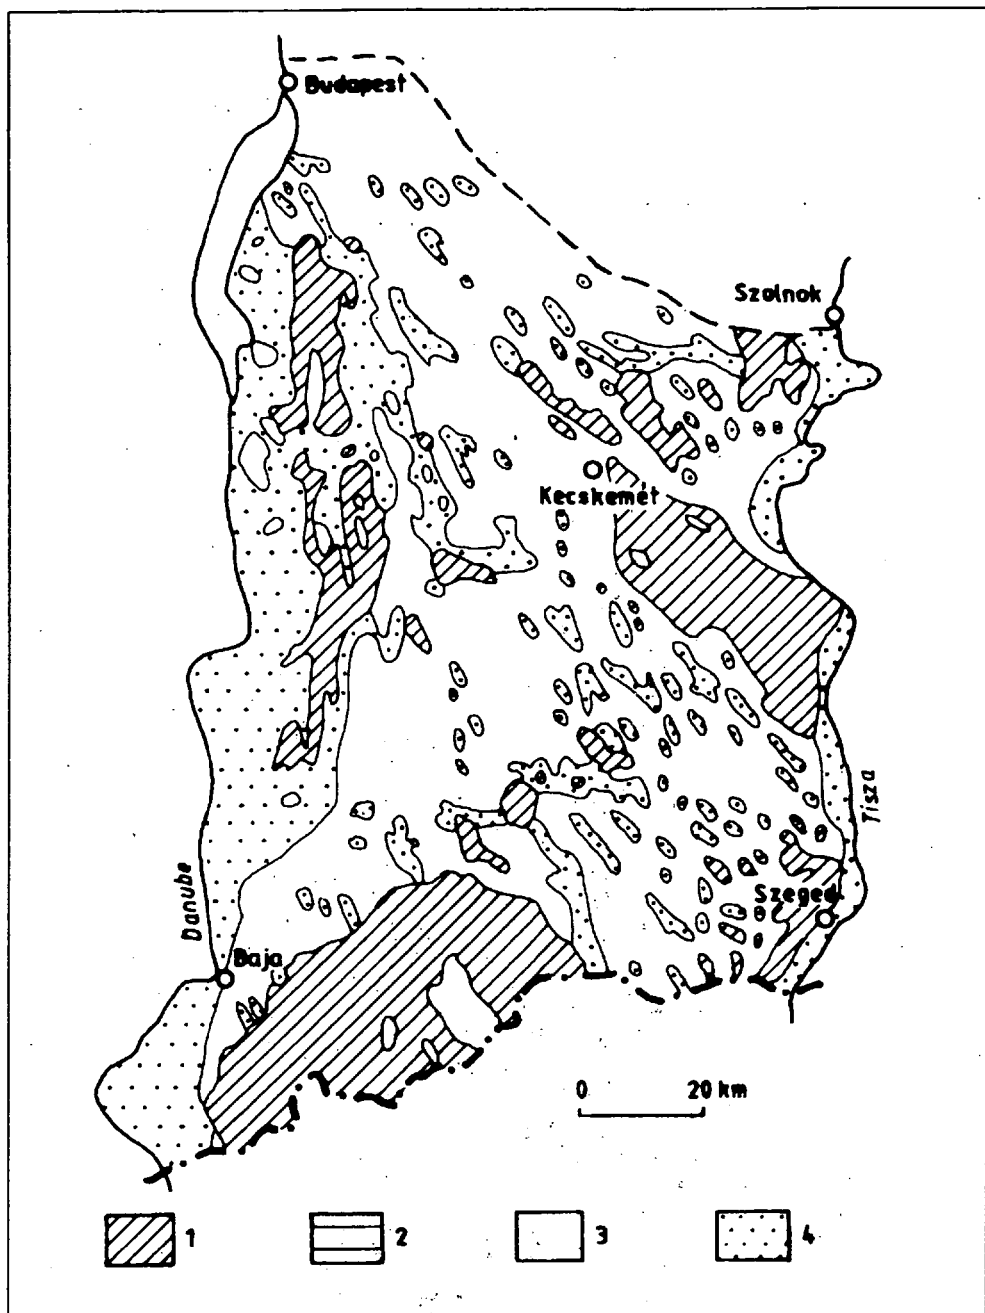 Budapest
Szolnok
Kecskemét
Tisza
Danube
Szeged
Baja
0 20 km
1 2 3 4